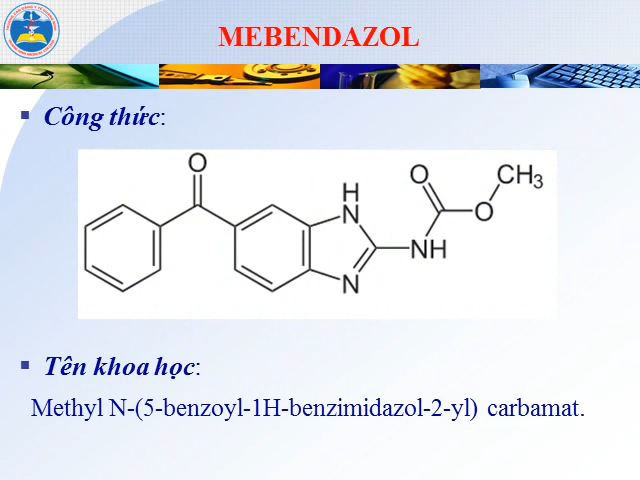 MEBENDAZOL
Công thức:
O
H
N
N
NH
O
O
CH3
Tên khoa học:
Methyl N-(5-benzoyl-1H-benzimidazol-2-yl) carbamat.